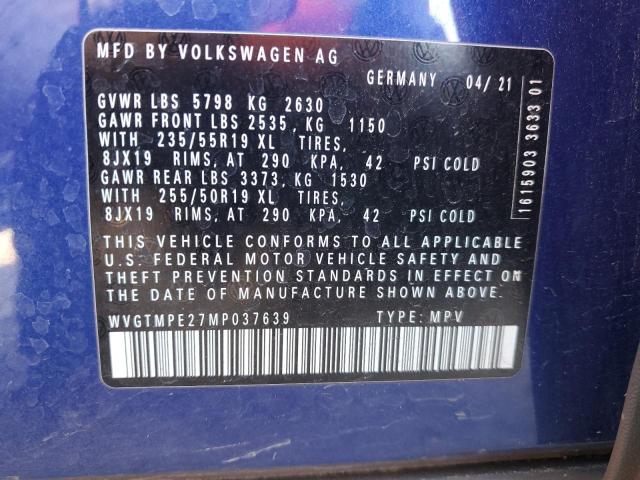 MFD BY VOLKSWAGEN AG
GERMANY 04/21
GVWR LBS 5798 KG 2630
GAWR FRONT LBS 2535, KG 1150
WITH 235/55R19 XL TIRES,
8JX19 RIMS, AT 290 KPA, 42 PSI COLD
GAWR REAR LBS 3373, KG 1530
WITH 255/50R19 XL TIRES,
8JX19 RIMS, AT 290 KPA, 42 PSI COLD
THIS VEHICLE CONFORMS TO ALL APPLICABLE
U.S. FEDERAL MOTOR VEHICLE SAFETY AND
THEFT PREVENTION STANDARDS IN EFFECT ON
THE DATE OF MANUFACTURE SHOWN ABOVE.
WVGTMPE27MP037639 TYPE: MPV
1615903 3633 01